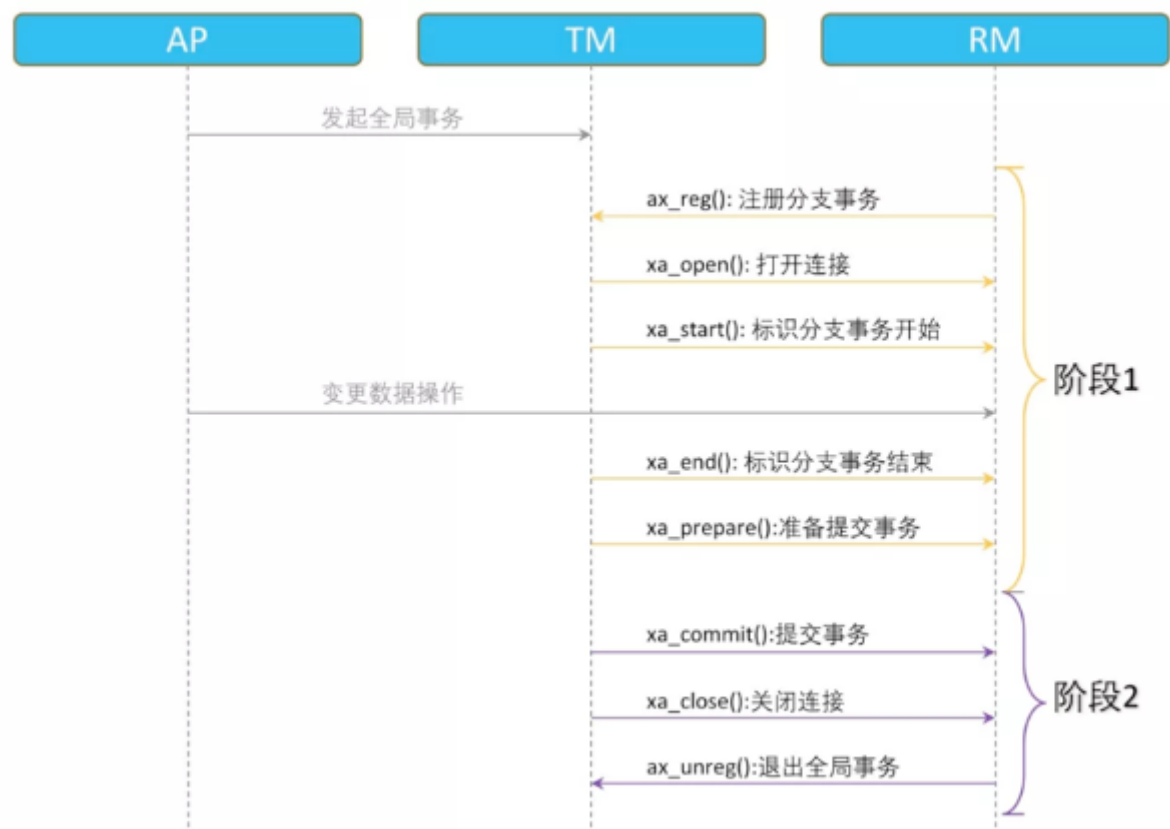 AP
TM
RM
发起全局事务
ax_reg(): 注册分支事务
xa_open(): 打开连接
xa_start(): 标识分支事务开始
阶段1
变更数据操作
xa_end(): 标识分支事务结束
xa_prepare():准备提交事务
xa_commit():提交事务
xa_close():关闭连接
阶段2
ax_unreg():退出全局事务